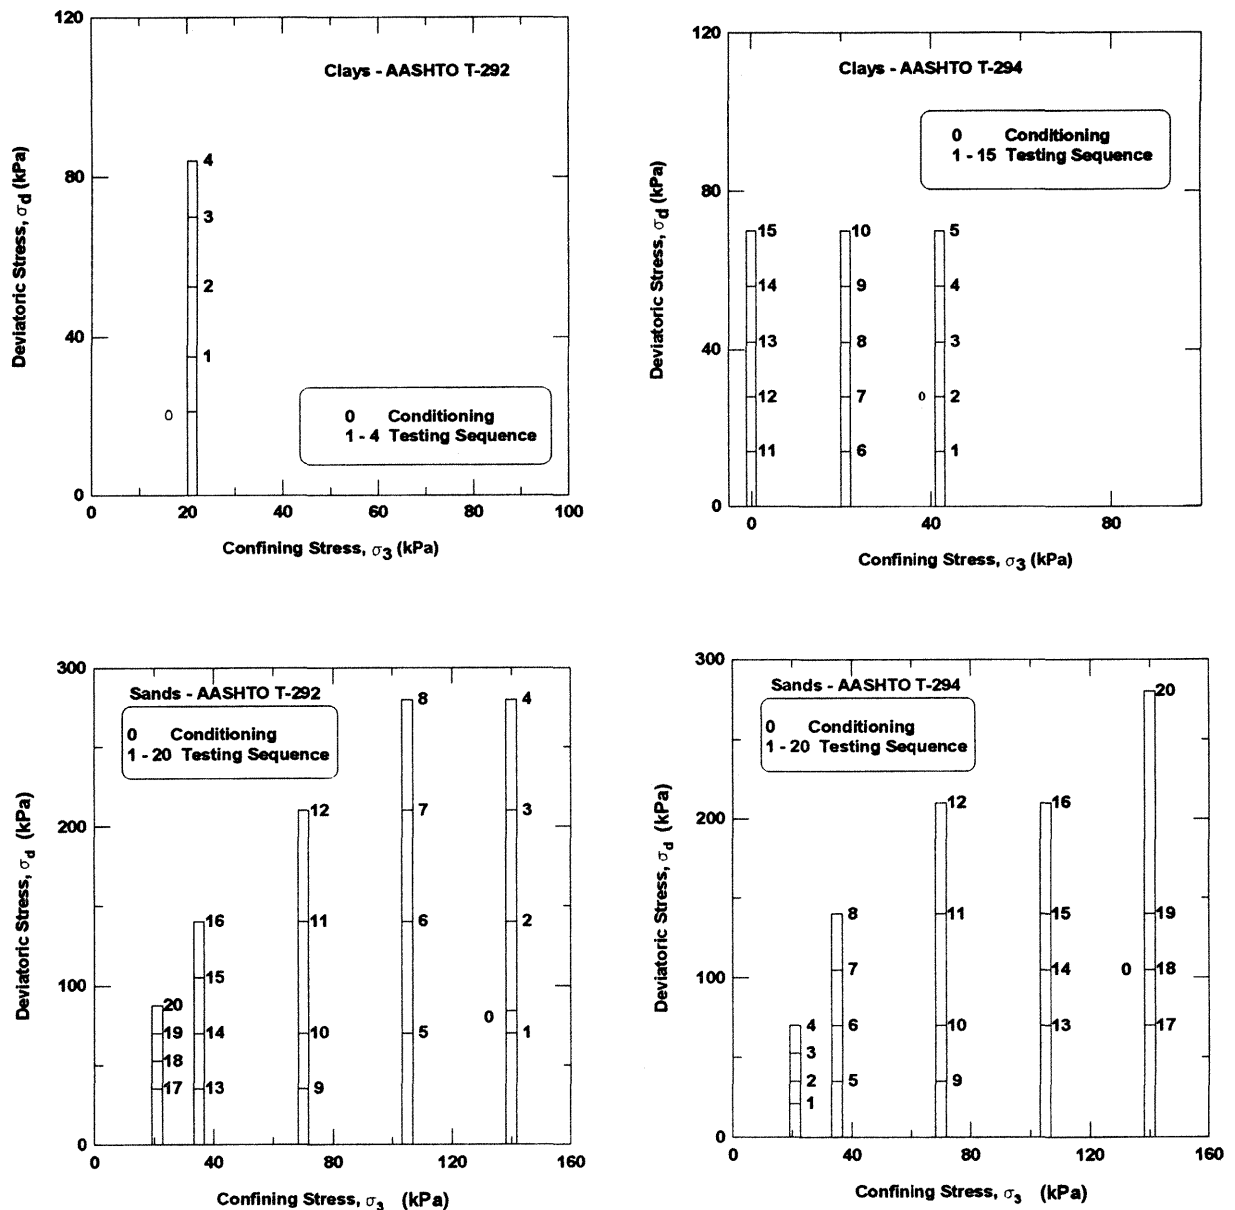 120
80
40
0
Deviatoric Stress, σd (kPa)
Clays - AASHTO T-292
4
3
2
1
0
0 Conditioning
1 - 4 Testing Sequence
0 20 40 60 80 100
Confining Stress, σ3 (kPa)
120
80
40
0
Deviatoric Stress, σd (kPa)
Clays - AASHTO T-294
0 Conditioning
1 - 15 Testing Sequence
15 10 5
14 9 4
13 8 3
12 7 0 2
11 6 1
0 40 80
Confining Stress, σ3 (kPa)
300
200
100
0
Deviatoric Stress, σd (kPa)
Sands - AASHTO T-292
0 Conditioning
1 - 20 Testing Sequence
8 4
12 7 3
16 11 6 2
15
20 0
19 14 10 5 1
18
17 13 9
0 40 80 120 160
Confining Stress, σ3 (kPa)
300
200
100
0
Deviatoric Stress, σd (kPa)
Sands - AASHTO T-294
0 Conditioning
1 - 20 Testing Sequence
20
12 16
8 11 15 19
7 14 0 18
4 6 10 13 17
3
2 5 9
1
0 40 80 120 160
Confining Stress, σ3 (kPa)